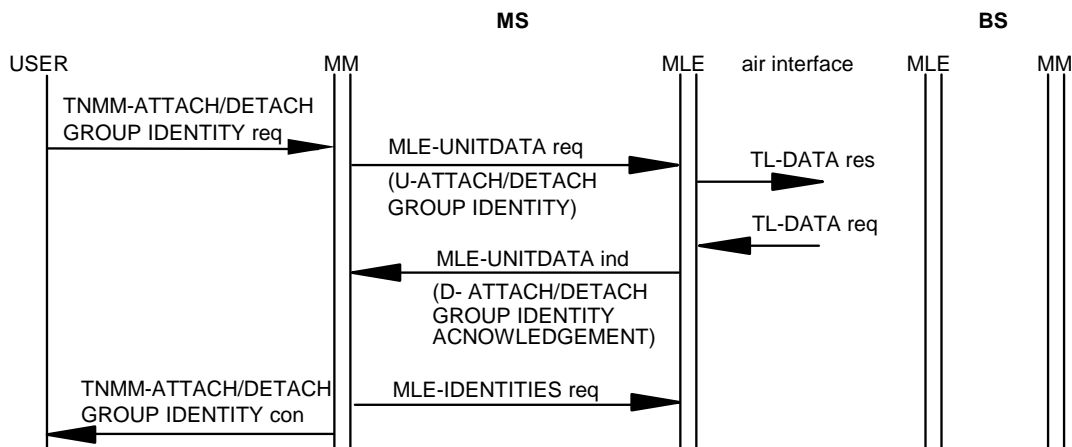 MS BS
USER MM MLE air interface MLE MM
TNMM-ATTACH/DETACH
GROUP IDENTITY req
MLE-UNITDATA req
(U-ATTACH/DETACH
GROUP IDENTITY)
TL-DATA res
TL-DATA req
MLE-UNITDATA ind
(D- ATTACH/DETACH
GROUP IDENTITY
ACNOWLEDGEMENT)
TNMM-ATTACH/DETACH
GROUP IDENTITY con
MLE-IDENTITIES req